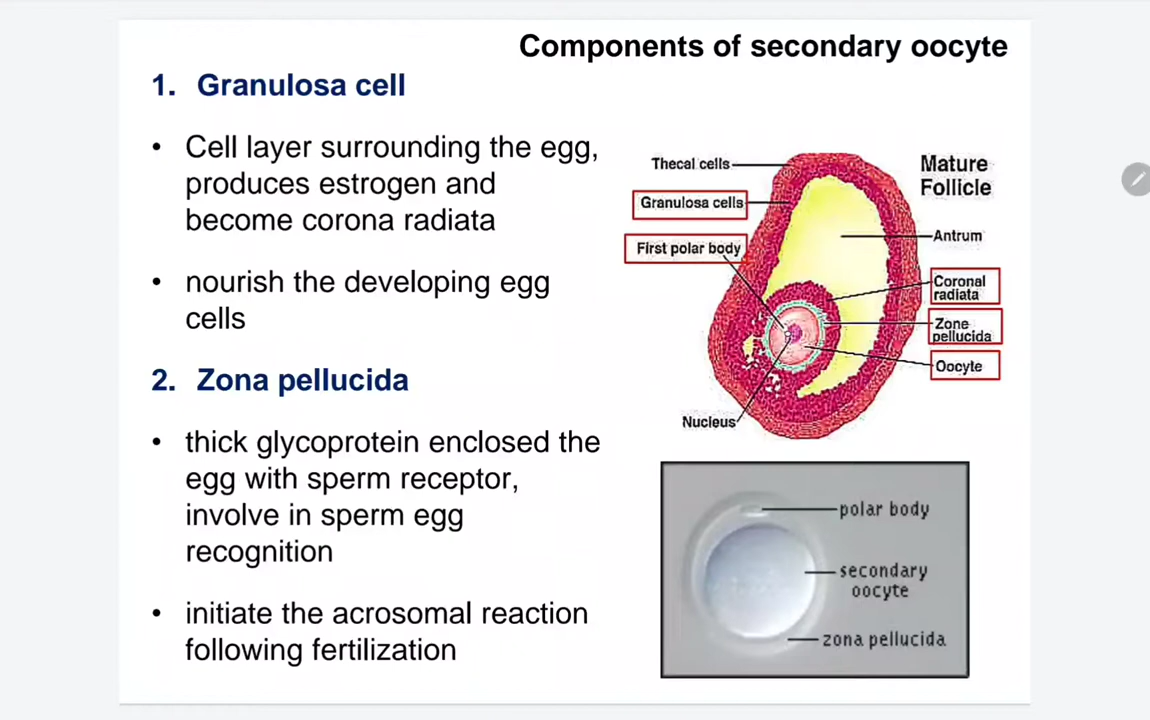 Components of secondary oocyte
1. Granulosa cell
• Cell layer surrounding the egg,
produces estrogen and
become corona radiata
• nourish the developing egg
cells
2. Zona pellucida
• thick glycoprotein enclosed the
egg with sperm receptor,
involve in sperm egg
recognition
• initiate the acrosomal reaction
following fertilization
Thecal cells
Granulosa cells
First polar body
Nucleus
Mature
Follicle
Antrum
Coronal
radiata
Zone
pellucida
Oocyte
polar body
secondary
oocyte
zona pellucida